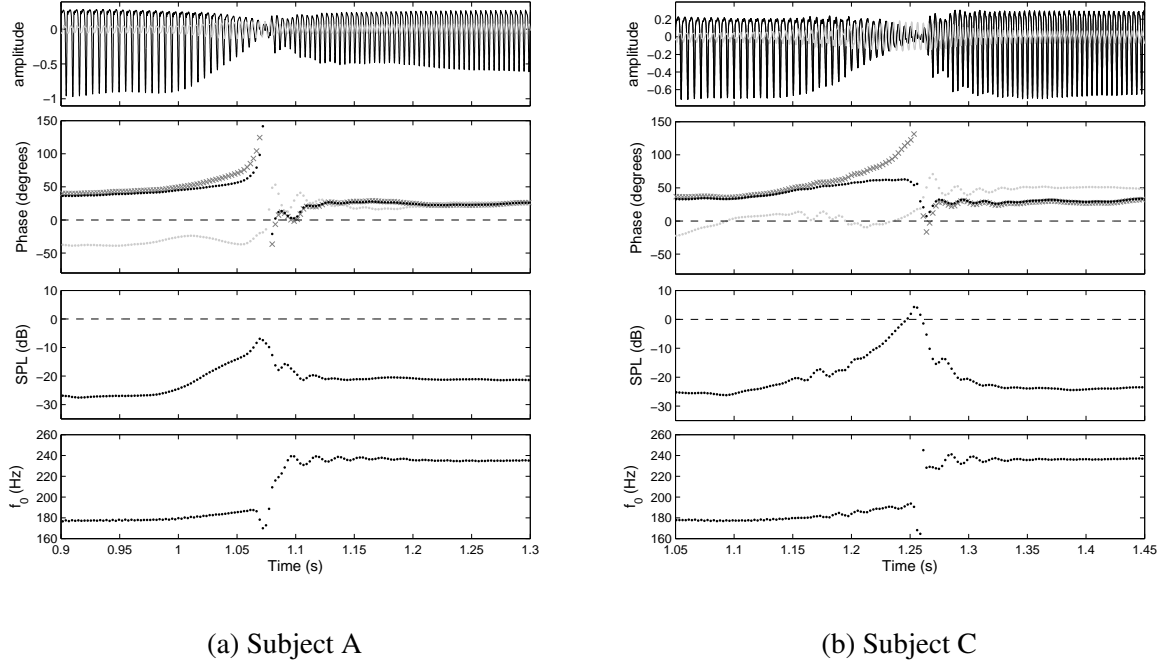 0
−0.5
−1
amplitude
150
100
50
0
−50
Phase (degrees)
10
0
−10
−20
−30
SPL (dB)
260
240
220
200
180
160
f0 (Hz)
0.9 0.95 1 1.05 1.1 1.15 1.2 1.25 1.3
Time (s)
(a) Subject A
0.2
0
−0.2
−0.4
−0.6
amplitude
150
100
50
0
−50
Phase (degrees)
10
0
−10
−20
−30
SPL (dB)
260
240
220
200
180
160
f0 (Hz)
1.05 1.1 1.15 1.2 1.25 1.3 1.35 1.4 1.45
Time (s)
(b) Subject C